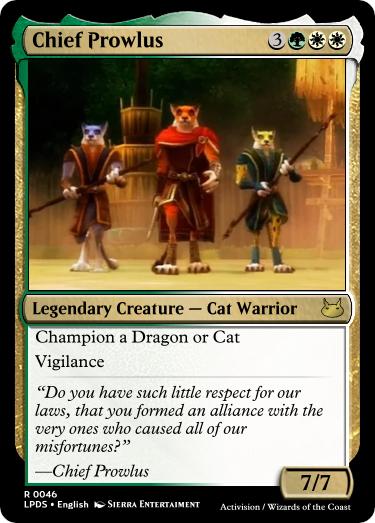 Chief Prowlus 3
Legendary Creature — Cat Warrior
Champion a Dragon or Cat
Vigilance
“Do you have such little respect for our
laws, that you formed an alliance with the
very ones who caused all of our
misfortunes?”
—Chief Prowlus
7/7
R 0046
LPDS • English SIERRA ENTERTAIMENT
Activision / Wizards of the Coast